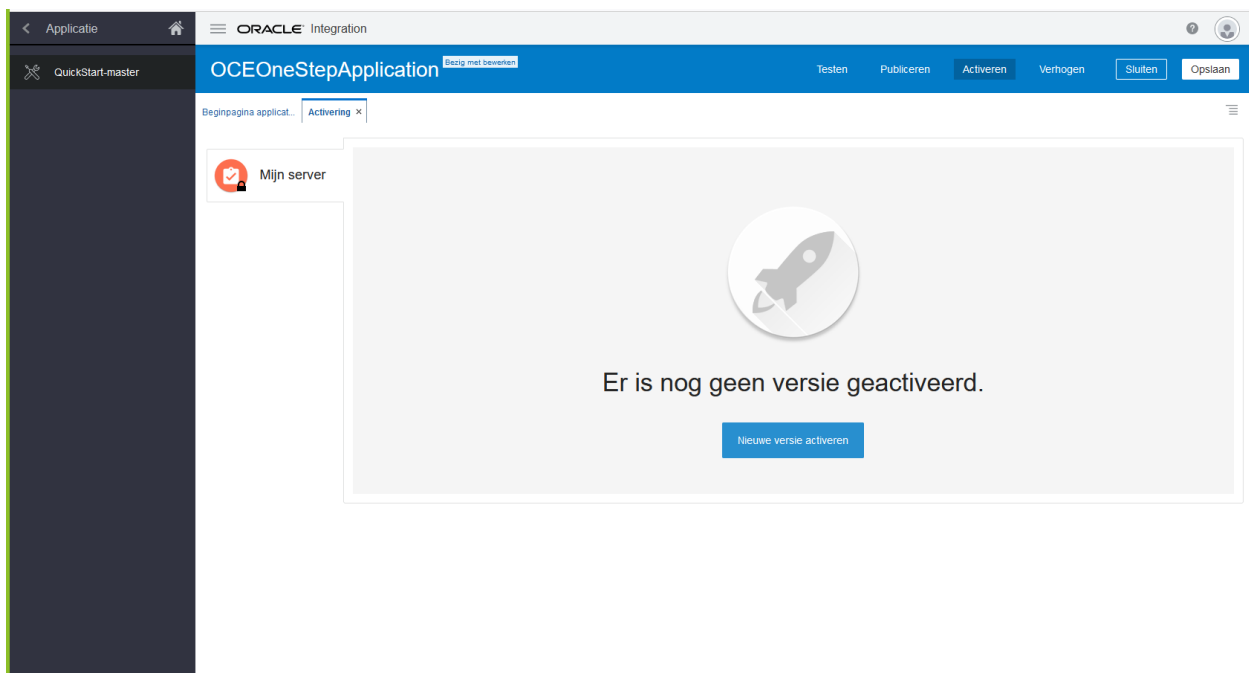 Applicatie
ORACLE Integration
QuickStart-master
OCEOneStepApplication Bezig met bewerken
Testen Publiceren Activeren Verhogen Sluiten Opslaan
Beginpagina applicat... Activering ×
Mijn server
Er is nog geen versie geactiveerd.
Nieuwe versie activeren